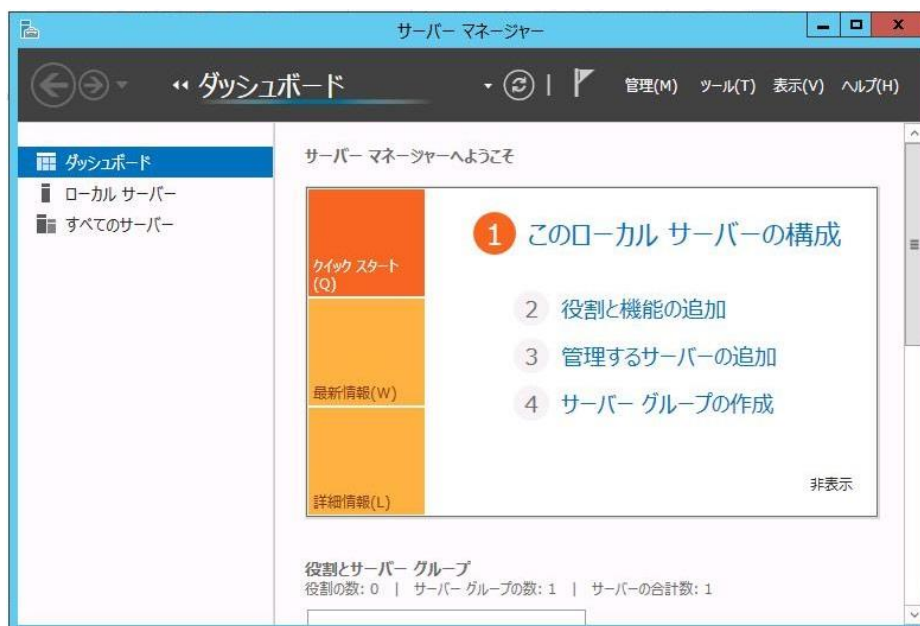 サーバー マネージャー
ダッシュボード
管理(M) ツール(T) 表示(V) ヘルプ(H)
ダッシュボード
ローカル サーバー
すべてのサーバー
サーバー マネージャーへようこそ
クイック スタート
(Q)
最新情報(W)
詳細情報(L)
1 このローカル サーバーの構成
2 役割と機能の追加
3 管理するサーバーの追加
4 サーバー グループの作成
非表示
役割とサーバー グループ
役割の数: 0 | サーバー グループの数: 1 | サーバーの合計数: 1